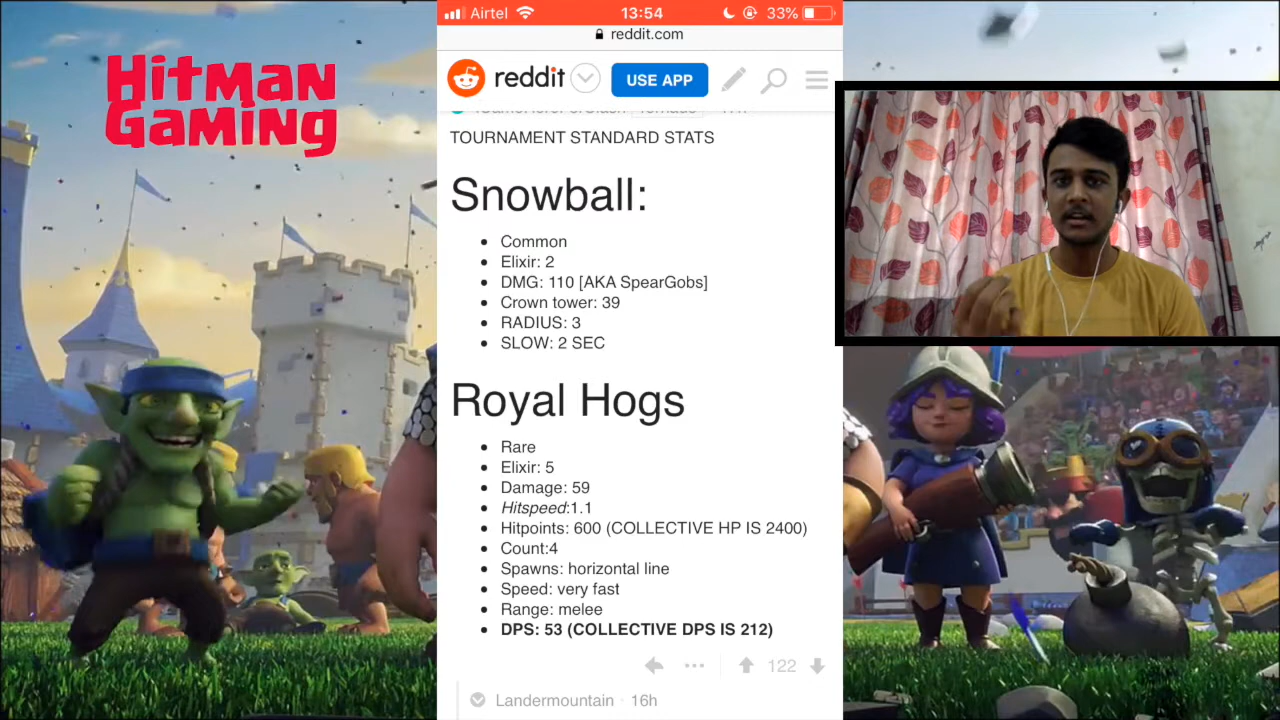 HITMAN
GAMING
Airtel 13:54 33%
reddit.com
reddit USE APP
TOURNAMENT STANDARD STATS
Snowball:
• Common
• Elixir: 2
• DMG: 110 [AKA SpearGobs]
• Crown tower: 39
• RADIUS: 3
• SLOW: 2 SEC
Royal Hogs
• Rare
• Elixir: 5
• Damage: 59
• Hitspeed:1.1
• Hitpoints: 600 (COLLECTIVE HP IS 2400)
• Count:4
• Spawns: horizontal line
• Speed: very fast
• Range: melee
• DPS: 53 (COLLECTIVE DPS IS 212)
122
Landermountain · 16h